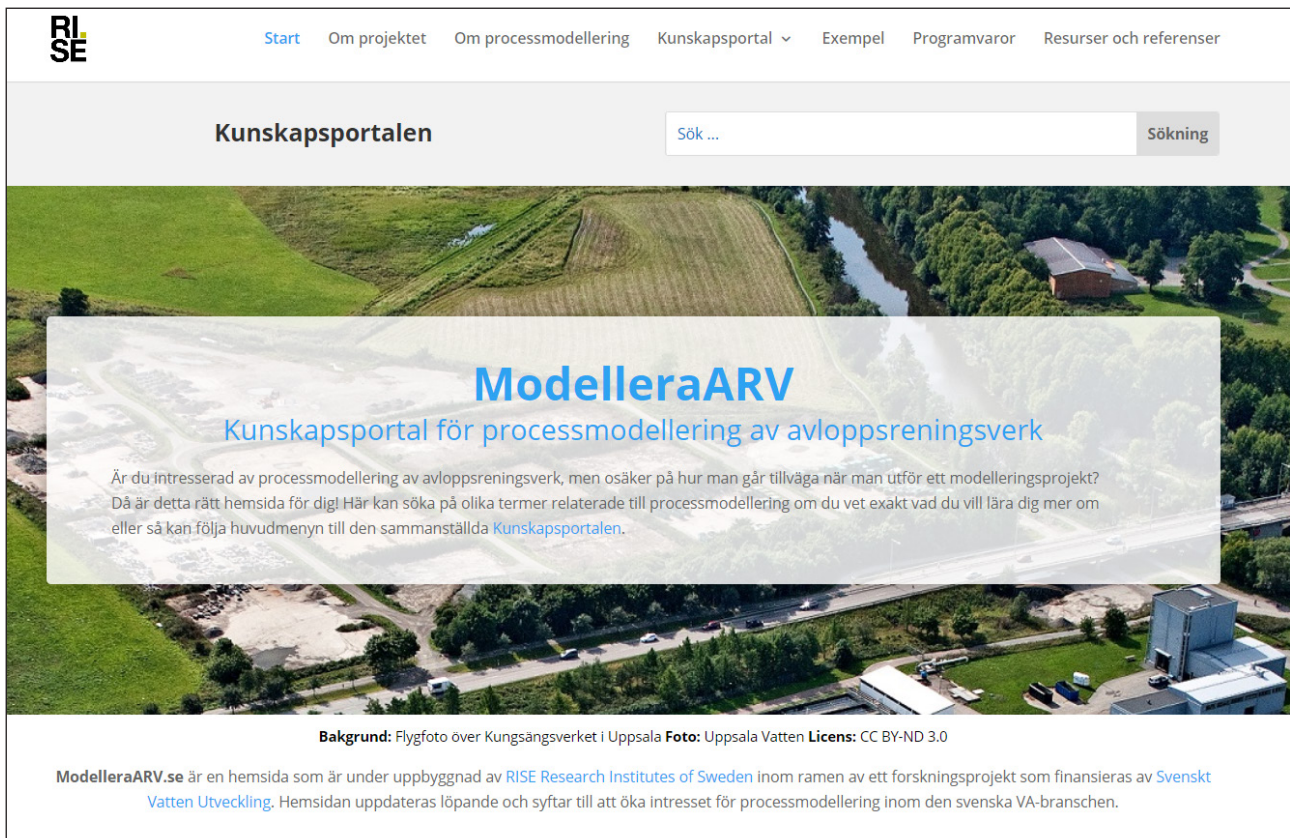 RI.
SE
Start Om projektet Om processmodellering Kunskapsportal Exempel Programvaror Resurser och referenser
Kunskapsportalen
Sök ... Sökning
ModelleraARV
Kunskapsportal för processmodellering av avloppsreningsverk
Är du intresserad av processmodellering av avloppsreningsverk, men osäker på hur man går tillväga när man utför ett modelleringsprojekt?
Då är detta rätt hemsida för dig! Här kan söka på olika termer relaterade till processmodellering om du vet exakt vad du vill lära dig mer om
eller så kan följa huvudmenyn till den sammanställda Kunskapsportalen.
Bakgrund: Flygfoto över Kungsängsverket i Uppsala Foto: Uppsala Vatten Licens: CC BY-ND 3.0
ModelleraARV.se är en hemsida som är under uppbyggnad av RISE Research Institutes of Sweden inom ramen av ett forskningsprojekt som finansieras av Svenskt
Vatten Utveckling. Hemsidan uppdateras löpande och syftar till att öka intresset för processmodellering inom den svenska VA-branschen.